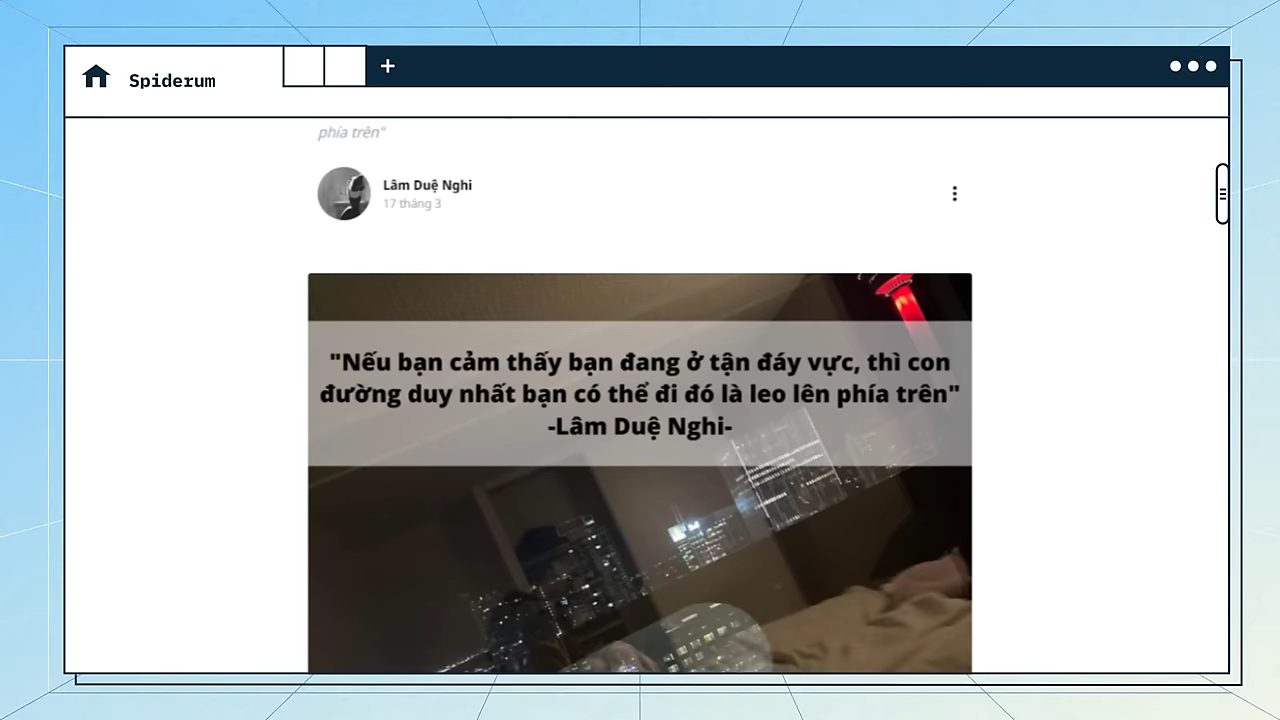 Spiderum
phía trên"
Lâm Duệ Nghi
17 tháng 3
"Nếu bạn cảm thấy bạn đang ở tận đáy vực, thì con
đường duy nhất bạn có thể đi đó là leo lên phía trên"
-Lâm Duệ Nghi-